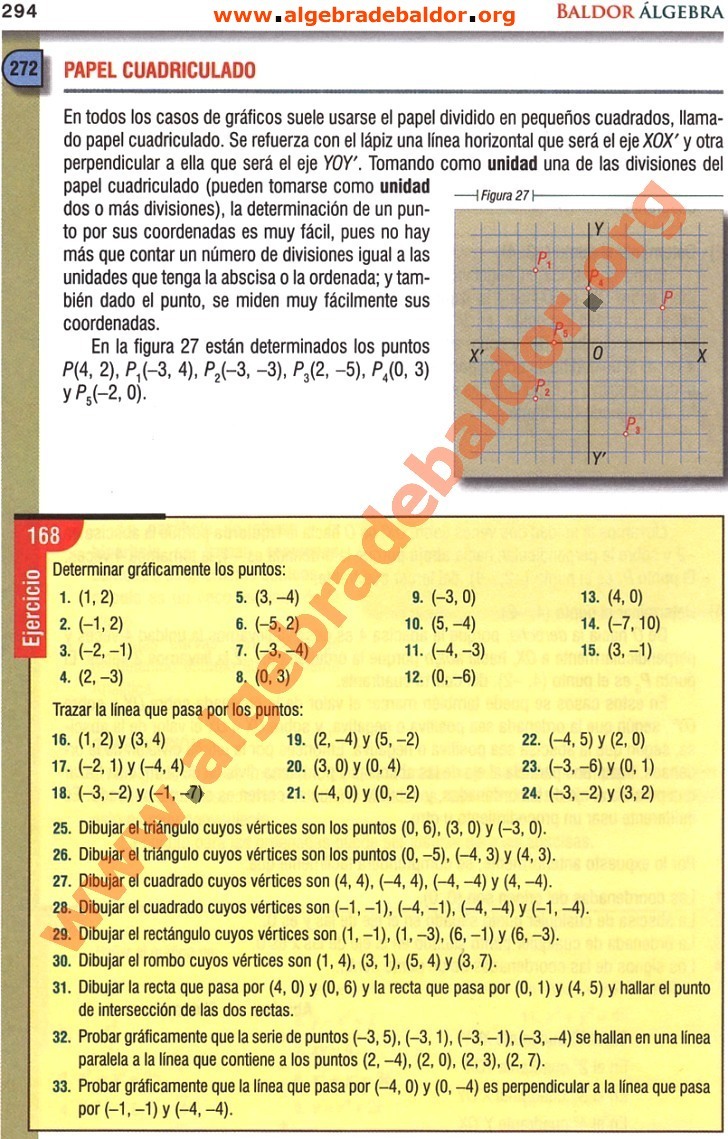 294
www.algebradebaldor.org
BALDOR ÁLGEBRA
272
PAPEL CUADRICULADO
En todos los casos de gráficos suele usarse el papel dividido en pequeños cuadrados, llama-
do papel cuadriculado. Se refuerza con el lápiz una línea horizontal que será el eje XOX′ y otra
perpendicular a ella que será el eje YOY′. Tomando como unidad una de las divisiones del
papel cuadriculado (pueden tomarse como unidad
dos o más divisiones), la determinación de un pun-
to por sus coordenadas es muy fácil, pues no hay
más que contar un número de divisiones igual a las
unidades que tenga la abscisa o la ordenada; y tam-
bién dado el punto, se miden muy fácilmente sus
coordenadas.
En la figura 27 están determinados los puntos
P(4, 2), P₁(–3, 4), P₂(–3, –3), P₃(2, –5), P₄(0, 3)
y P₅(–2, 0).
Figura 27
Y
P₁
P₄
P
P₅
X′
O
X
P₂
P₃
Y′
www.algebradebaldor.org
168
Ejercicio
Determinar gráficamente los puntos:
1. (1, 2) 5. (3, –4) 9. (–3, 0) 13. (4, 0)
2. (–1, 2) 6. (–5, 2) 10. (5, –4) 14. (–7, 10)
3. (–2, –1) 7. (–3, –4) 11. (–4, –3) 15. (3, –1)
4. (2, –3) 8. (0, 3) 12. (0, –6)
Trazar la línea que pasa por los puntos:
16. (1, 2) y (3, 4) 19. (2, –4) y (5, –2) 22. (–4, 5) y (2, 0)
17. (–2, 1) y (–4, 4) 20. (3, 0) y (0, 4) 23. (–3, –6) y (0, 1)
18. (–3, –2) y (–1, –7) 21. (–4, 0) y (0, –2) 24. (–3, –2) y (3, 2)
25. Dibujar el triángulo cuyos vértices son los puntos (0, 6), (3, 0) y (–3, 0).
26. Dibujar el triángulo cuyos vértices son los puntos (0, –5), (–4, 3) y (4, 3).
27. Dibujar el cuadrado cuyos vértices son (4, 4), (–4, 4), (–4, –4) y (4, –4).
28. Dibujar el cuadrado cuyos vértices son (–1, –1), (–4, –1), (–4, –4) y (–1, –4).
29. Dibujar el rectángulo cuyos vértices son (1, –1), (1, –3), (6, –1) y (6, –3).
30. Dibujar el rombo cuyos vértices son (1, 4), (3, 1), (5, 4) y (3, 7).
31. Dibujar la recta que pasa por (4, 0) y (0, 6) y la recta que pasa por (0, 1) y (4, 5) y hallar el punto
de intersección de las dos rectas.
32. Probar gráficamente que la serie de puntos (–3, 5), (–3, 1), (–3, –1), (–3, –4) se hallan en una línea
paralela a la línea que contiene a los puntos (2, –4), (2, 0), (2, 3), (2, 7).
33. Probar gráficamente que la línea que pasa por (–4, 0) y (0, –4) es perpendicular a la línea que pasa
por (–1, –1) y (–4, –4).